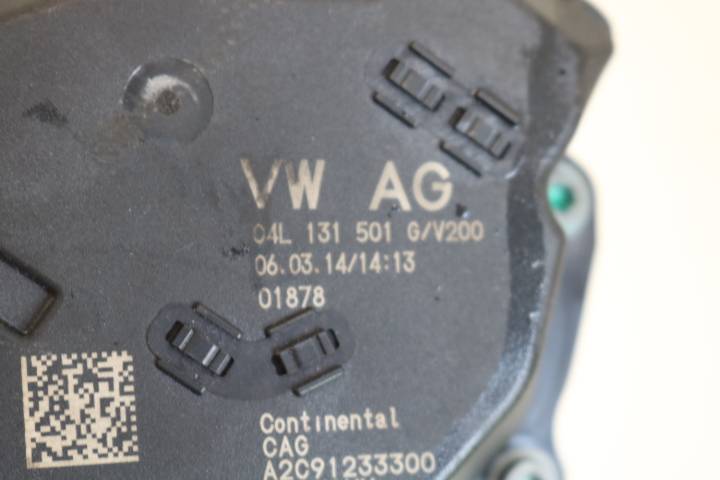 VW AG
04L 131 501 G/V200
06.03.14/14:13
01878
Continental
CAG
A2C91233300